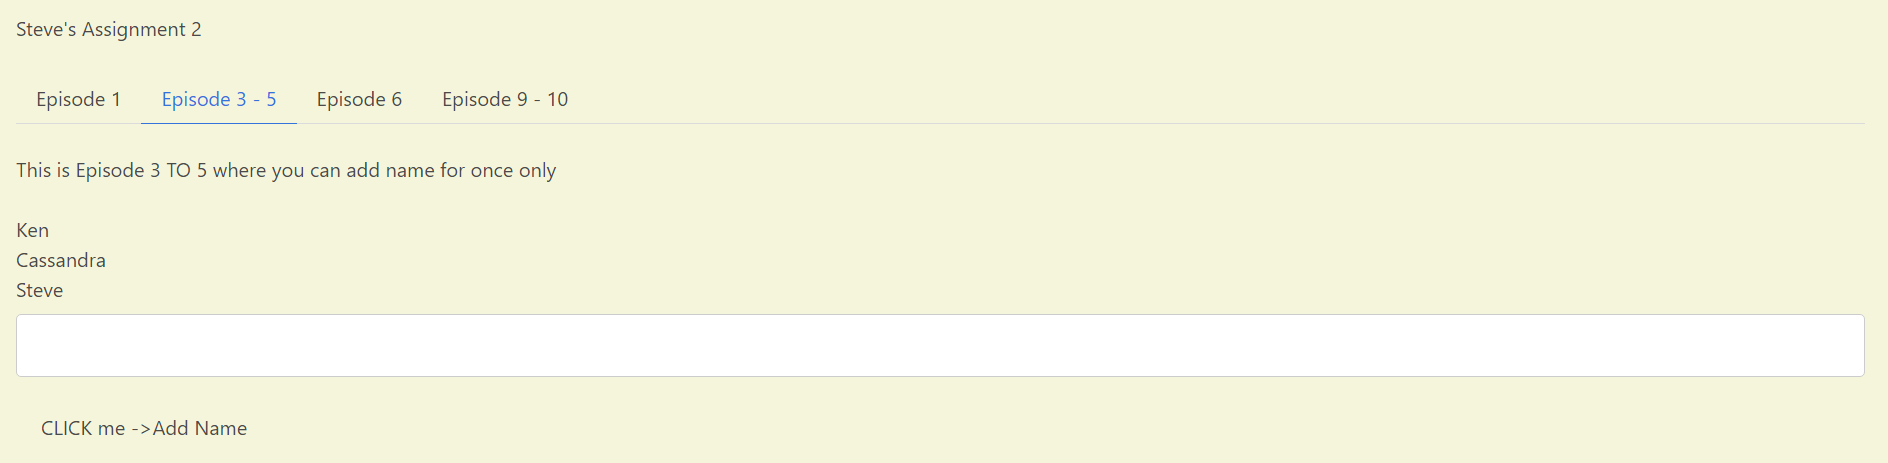 Steve's Assignment 2
Episode 1 Episode 3 - 5 Episode 6 Episode 9 - 10
This is Episode 3 TO 5 where you can add name for once only
Ken
Cassandra
Steve
CLICK me ->Add Name